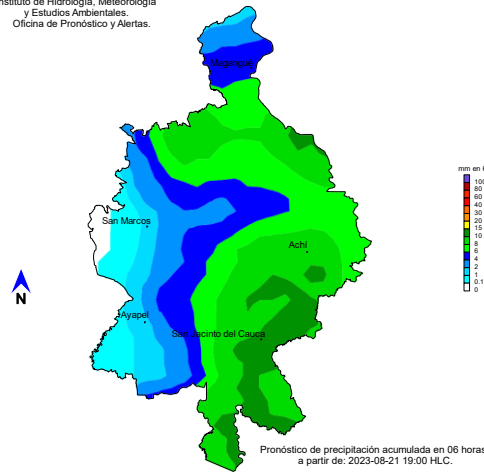 Instituto de Hidrología, Meteorología
y Estudios Ambientales.
Oficina de Pronóstico y Alertas.
Magangué
mm en 6
100
80
60
40
30
20
15
10
8
6
4
2
1
0.1
0
San Marcos
Achí
N
Ayapel
San Jacinto del Cauca
Pronóstico de precipitación acumulada en 06 horas
a partir de: 2023-08-21 19:00 HLC.